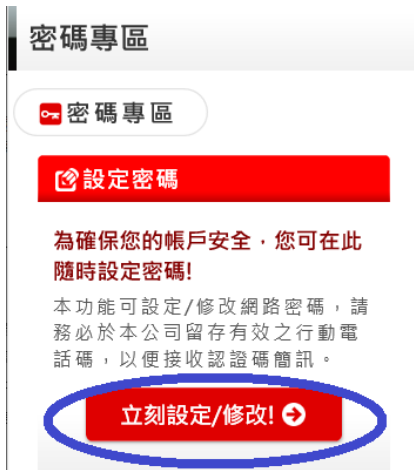 密碼專區
密碼專區
設定密碼
為確保您的帳戶安全，您可在此
隨時設定密碼!
本功能可設定/修改網路密碼，請
務必於本公司留存有效之行動電
話碼，以便接收認證碼簡訊。
立刻設定/修改!